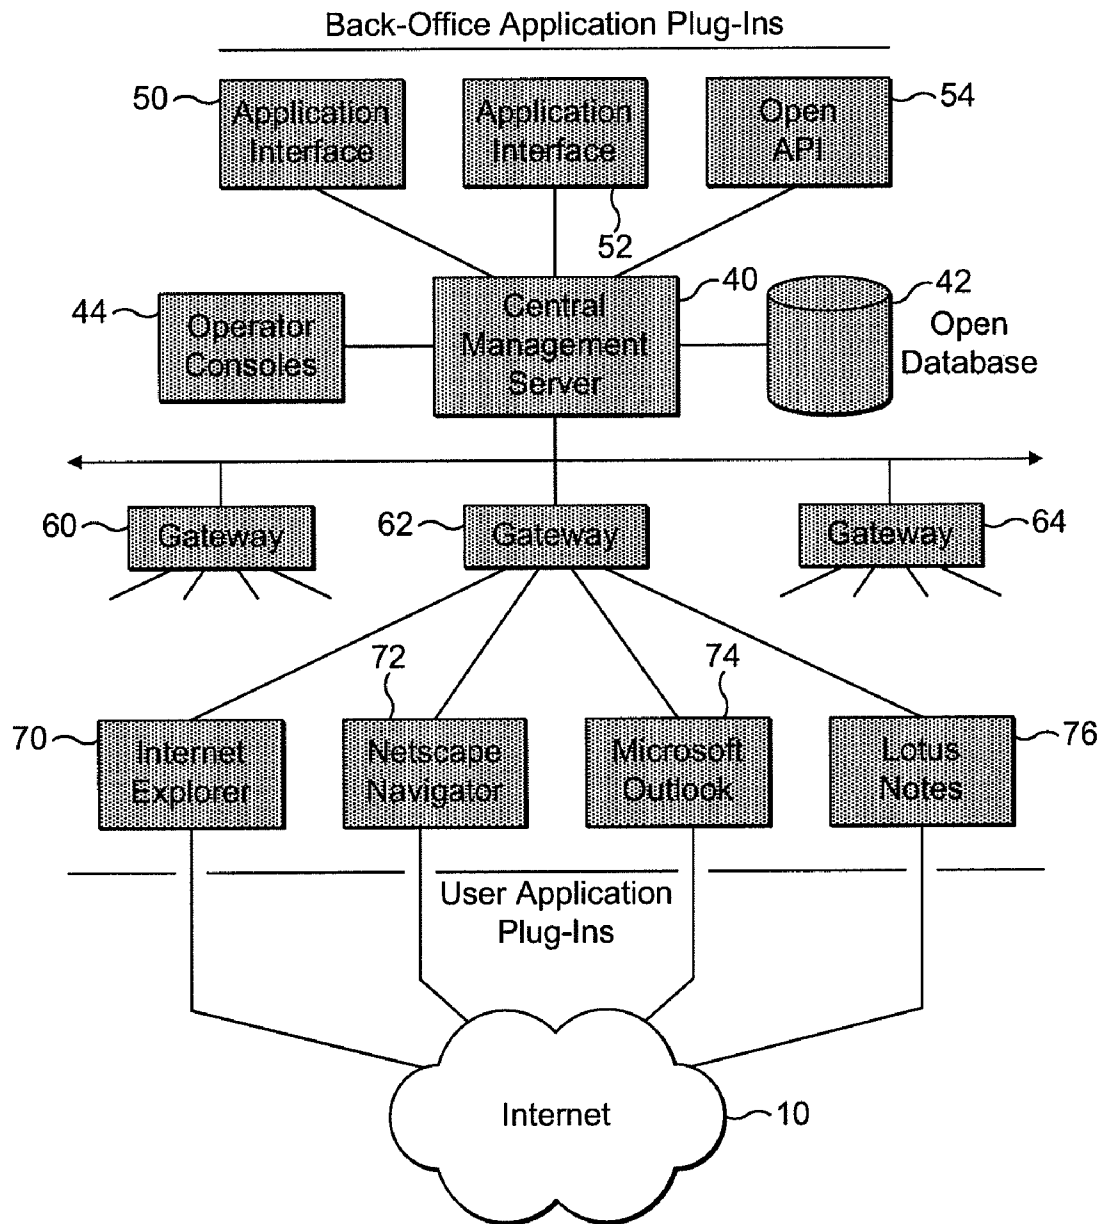 Back-Office Application Plug-Ins
50
Application
Interface
Application
Interface
52
Open
API
54
44
Operator
Consoles
Central
Management
Server
40
42
Open
Database
60
Gateway
62
Gateway
Gateway
64
70
Internet
Explorer
72
Netscape
Navigator
74
Microsoft
Outlook
Lotus
Notes
76
User Application
Plug-Ins
Internet
10